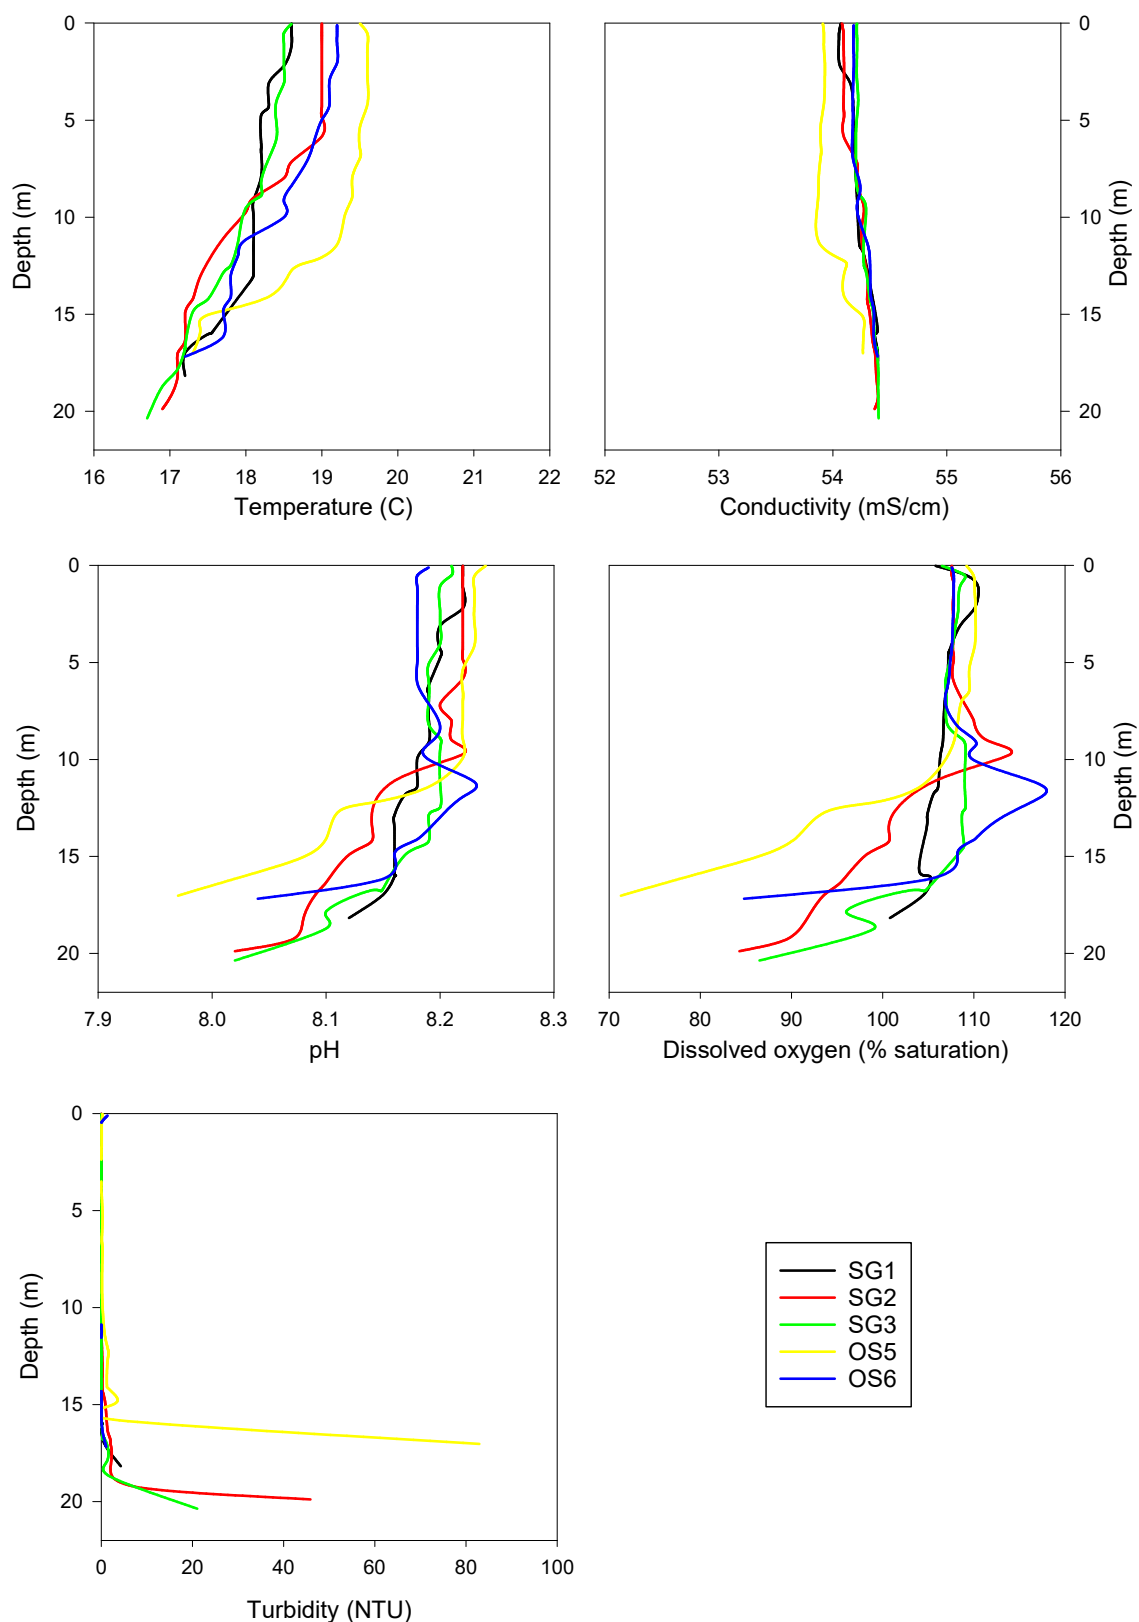 0
5
10
15
20
Depth (m)
16 17 18 19 20 21 22
Temperature (C)
0
5
10
15
20
Depth (m)
52 53 54 55 56
Conductivity (mS/cm)
0
5
10
15
20
Depth (m)
7.9 8.0 8.1 8.2 8.3
pH
0
5
10
15
20
Depth (m)
70 80 90 100 110 120
Dissolved oxygen (% saturation)
0
5
10
15
20
Depth (m)
0 20 40 60 80 100
Turbidity (NTU)
SG1
SG2
SG3
OS5
OS6